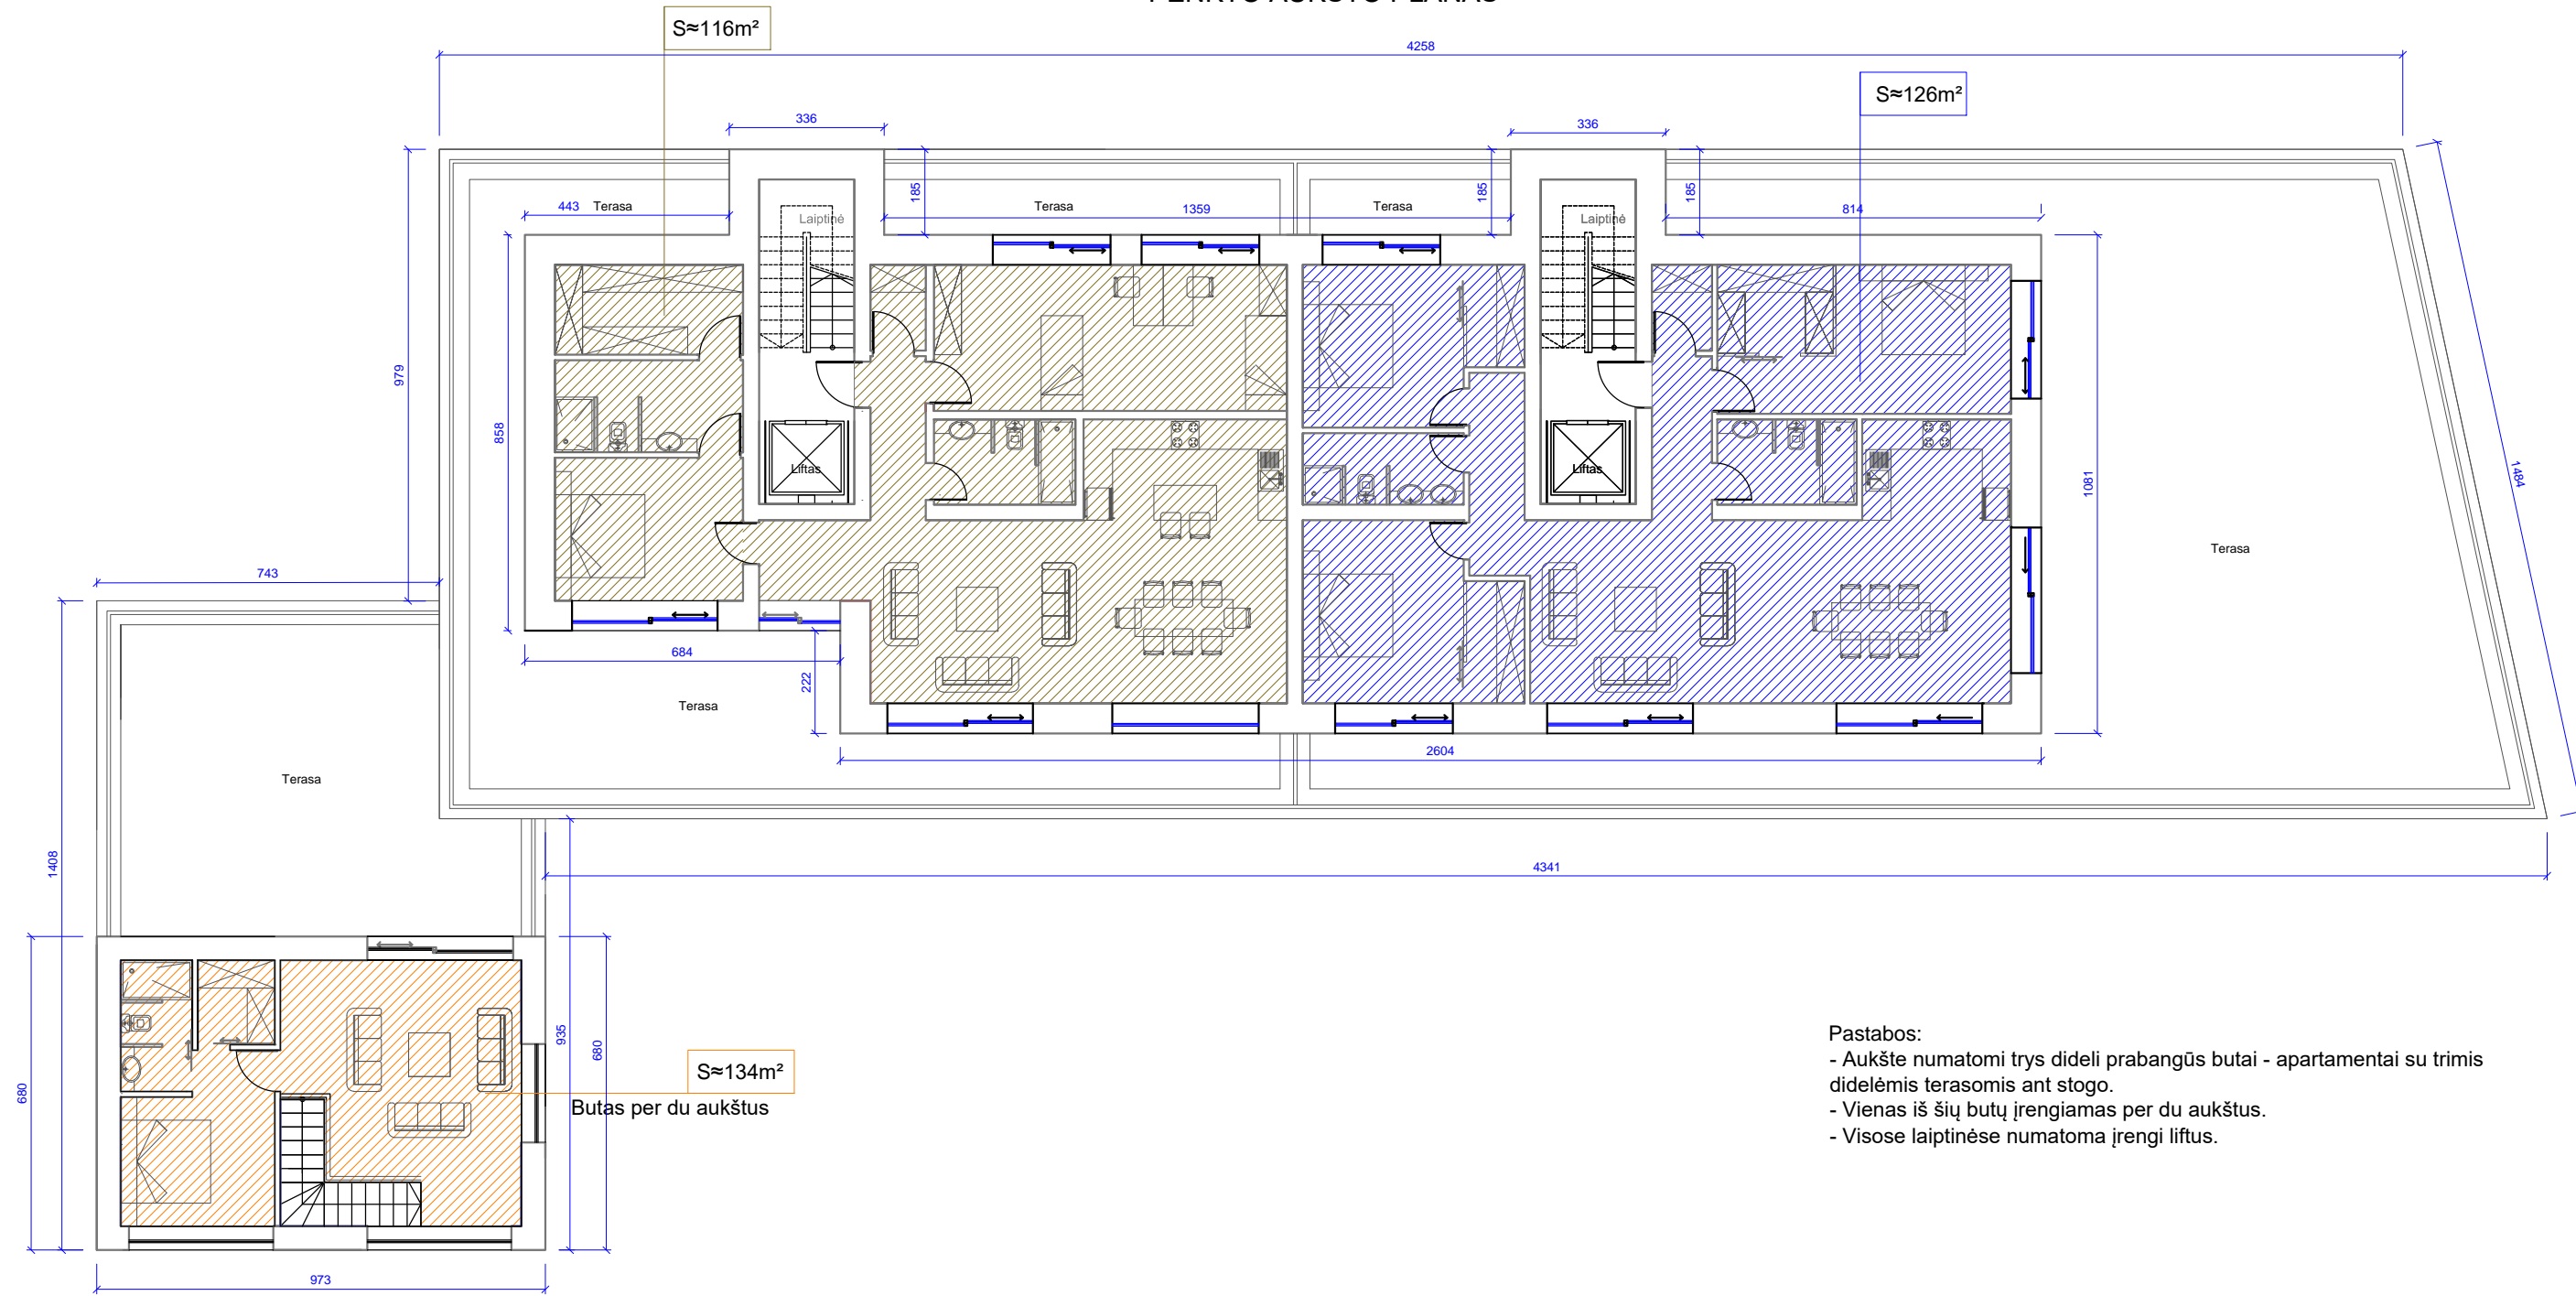 S≈116m²
4258
S≈126m²
336
336
185
185
185
443
Terasa
Laiptinė
Terasa
1359
Terasa
Laiptinė
814
979
858
Liftas
Liftas
1081
1484
Terasa
743
684
222
Terasa
2604
Terasa
1408
4341
680
935
680
S≈134m²
Butas per du aukštus
973
Pastabos:
- Aukšte numatomi trys dideli prabangūs butai - apartamentai su trimis
didelėmis terasomis ant stogo.
- Vienas iš šių butų įrengiamas per du aukštus.
- Visose laiptinėse numatoma įrengi liftus.